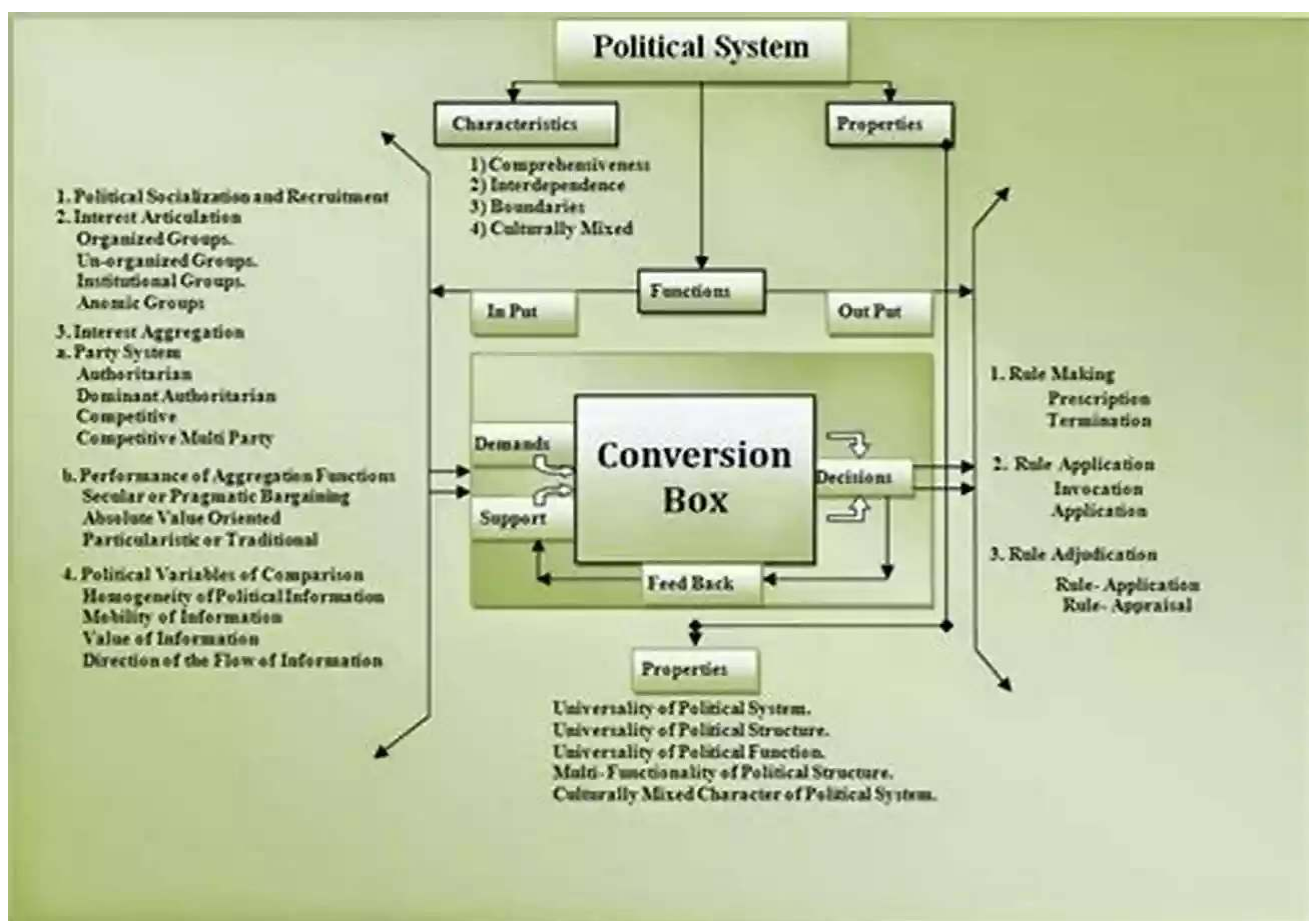 Political System
Characteristics
Properties
1) Comprehensiveness
2) Interdependence
3) Boundaries
4) Culturally Mixed
Functions
In Put
Out Put
1. Political Socialization and Recruitment
2. Interest Articulation
Organized Groups.
Un-organized Groups.
Institutional Groups.
Anomic Groups
3. Interest Aggregation
a. Party System
Authoritarian
Dominant Authoritarian
Competitive
Competitive Multi Party
b. Performance of Aggregation Functions
Secular or Pragmatic Bargaining
Absolute Value Oriented
Particularistic or Traditional
4. Political Variables of Comparison
Homogeneity of Political Information
Mobility of Information
Value of Information
Direction of the Flow of Information
Demands
Support
Conversion
Box
Decisions
Feed Back
1. Rule Making
Prescription
Termination
2. Rule Application
Invocation
Application
3. Rule Adjudication
Rule- Application
Rule- Appraisal
Properties
Universality of Political System.
Universality of Political Structure.
Universality of Political Function.
Multi- Functionality of Political Structure.
Culturally Mixed Character of Political System.